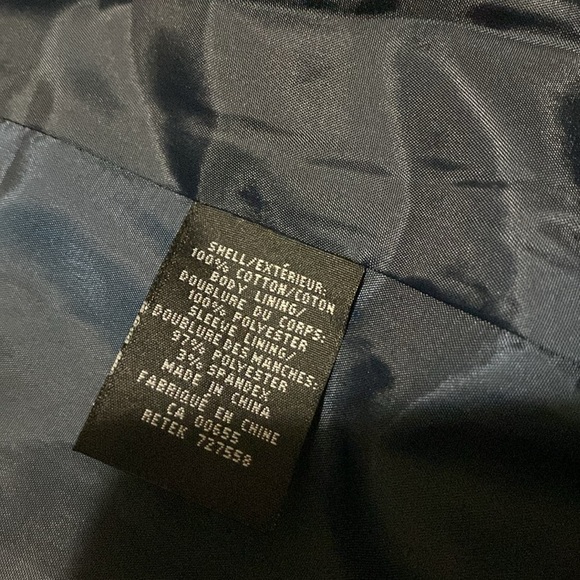 SHELL/EXTÉRIEUR:
100% COTTON/COTON
BODY LINING/
DOUBLURE DU CORPS:
100% POLYESTER
SLEEVE LINING/
DOUBLURE DES MANCHES:
97% POLYESTER
3% SPANDEX
MADE IN CHINA
FABRIQUÉ EN CHINE
CA 00655
RETEK 727558